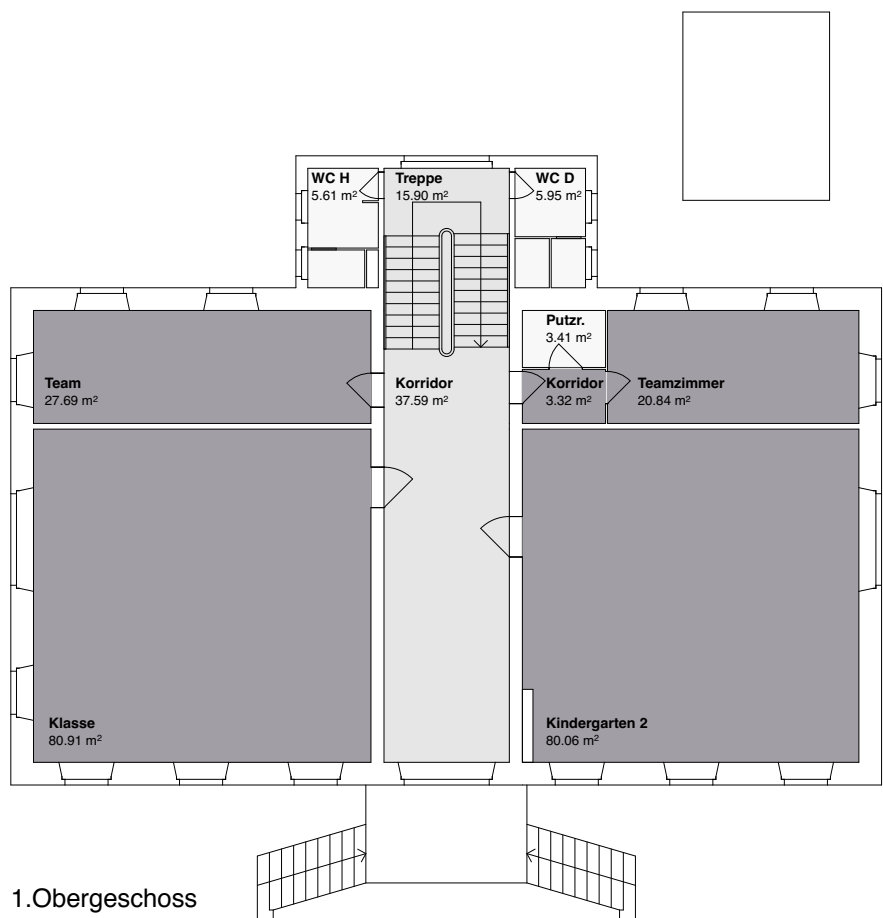 WC H
5.61 m²
Treppe
15.90 m²
WC D
5.95 m²
Putzr.
3.41 m²
Team
27.69 m²
Korridor
37.59 m²
Korridor
3.32 m²
Teamzimmer
20.84 m²
Klasse
80.91 m²
Kindergarten 2
80.06 m²
1.Obergeschoss